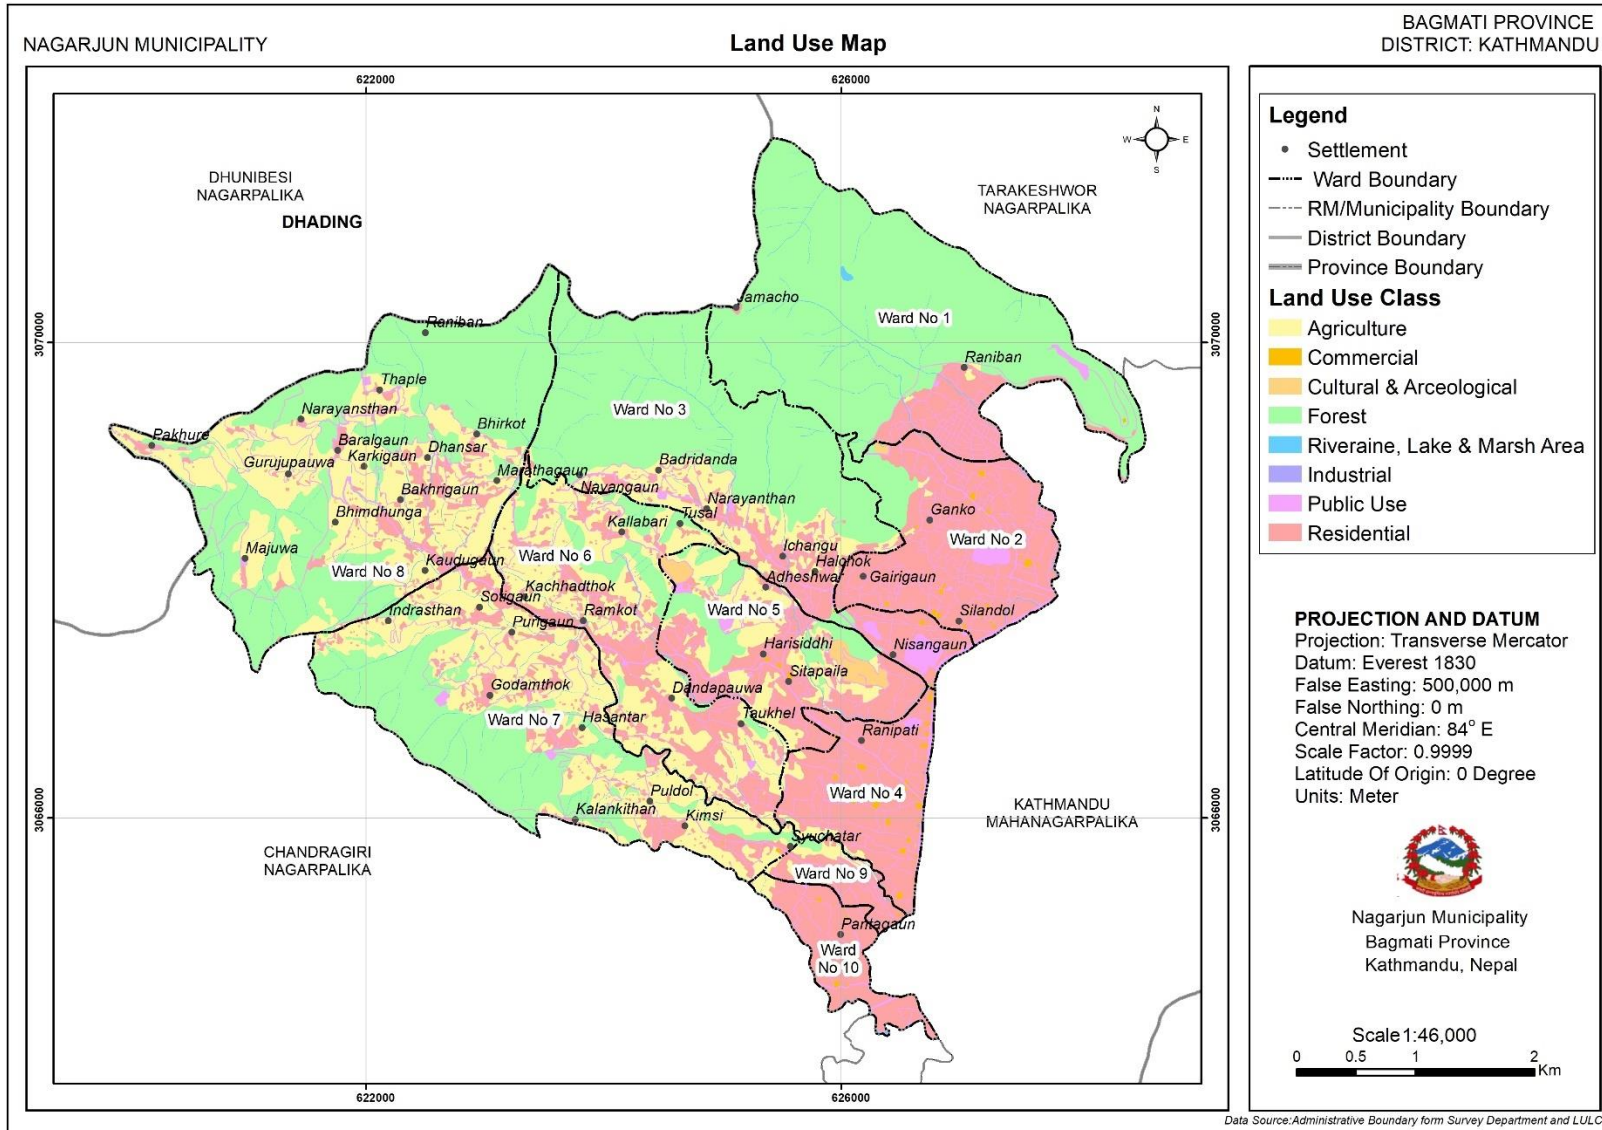 NAGARJUN MUNICIPALITY
Land Use Map
BAGMATI PROVINCE
DISTRICT: KATHMANDU
622000
626000
N
W
E
S
DHUNIBESI
NAGARPALIKA
DHADING
TARAKESHWOR
NAGARPALIKA
Jamacho
Ward No 1
Raniban
3070000
3070000
Raniban
Thaple
Narayansthan
Ward No 3
Pakhure
Bhirkot
Baralgaun
Dhansar
Karkigaun
Gurujupauwa
Badridanda
Marathagaun
Nayangaun
Bakhrigaun
Narayanthan
Ganko
Bhimdhunga
Kallabari
Tusal
Ward No 2
Majuwa
Ward No 6
Ichangu
Ward No 8
Kaudugaun
Halchok
Gairigaun
Adheshwar
Kachhadthok
Sotigaun
Ramkot
Ward No 5
Indrasthan
Silandol
Purigaun
Harisiddhi
Nisangaun
Sitapaila
Godamthok
Dandapauwa
Ward No 7
Hasantar
Taukhel
Ranipati
Puldol
Ward No 4
3066000
3066000
Kalankithan
Kimsi
KATHMANDU
MAHANAGARPALIKA
Syuchatar
CHANDRAGIRI
NAGARPALIKA
Ward No 9
Pantagaun
Ward
No 10
622000
626000
Legend
Settlement
Ward Boundary
RM/Municipality Boundary
District Boundary
Province Boundary
Land Use Class
Agriculture
Commercial
Cultural & Arceological
Forest
Riveraine, Lake & Marsh Area
Industrial
Public Use
Residential
PROJECTION AND DATUM
Projection: Transverse Mercator
Datum: Everest 1830
False Easting: 500,000 m
False Northing: 0 m
Central Meridian: 84° E
Scale Factor: 0.9999
Latitude Of Origin: 0 Degree
Units: Meter
Nagarjun Municipality
Bagmati Province
Kathmandu, Nepal
Scale 1:46,000
0 0.5 1 2
Km
Data Source:Administrative Boundary form Survey Department and LULC